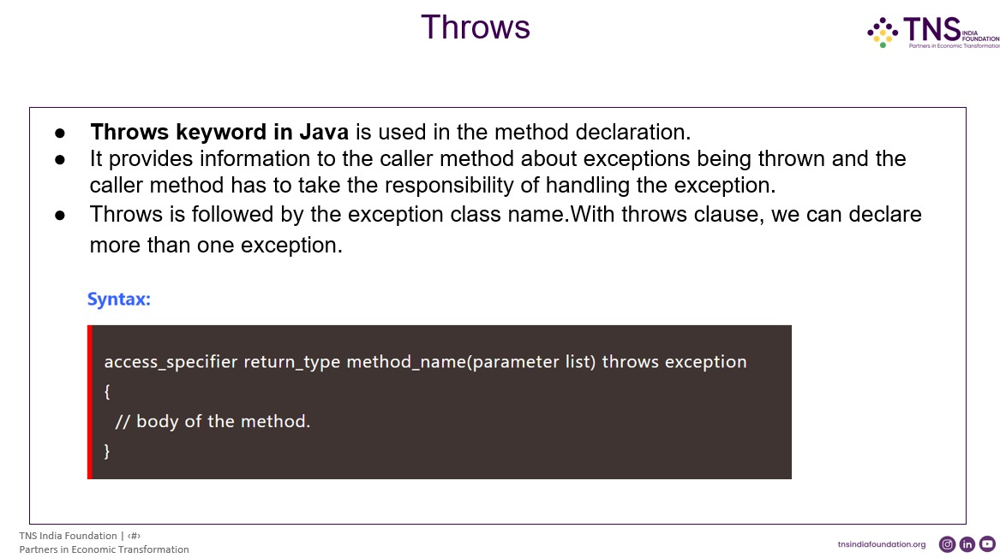 Throws
TNS INDIA
FOUNDATION
Partners in Economic Transformation
● Throws keyword in Java is used in the method declaration.
● It provides information to the caller method about exceptions being thrown and the
caller method has to take the responsibility of handling the exception.
● Throws is followed by the exception class name.With throws clause, we can declare
more than one exception.
Syntax:
access_specifier return_type method_name(parameter list) throws exception
{
// body of the method.
}
TNS India Foundation | ‹#›
Partners in Economic Transformation
tnsindiafoundation.org
in